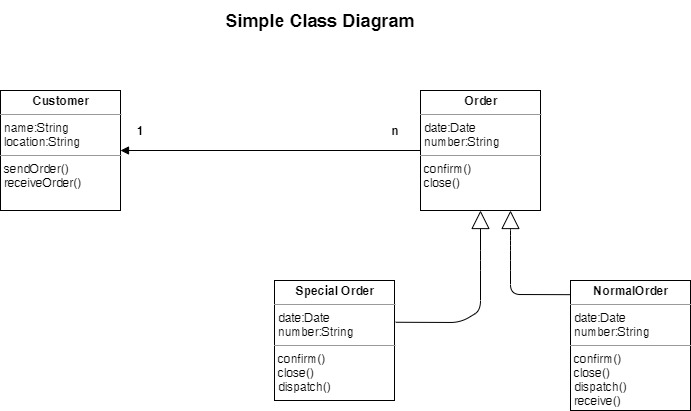 Simple Class Diagram
Customer
name:String
location:String
sendOrder()
receiveOrder()
1
n
Order
date:Date
number:String
confirm()
close()
Special Order
date:Date
number:String
confirm()
close()
dispatch()
NormalOrder
date:Date
number:String
confirm()
close()
dispatch()
receive()